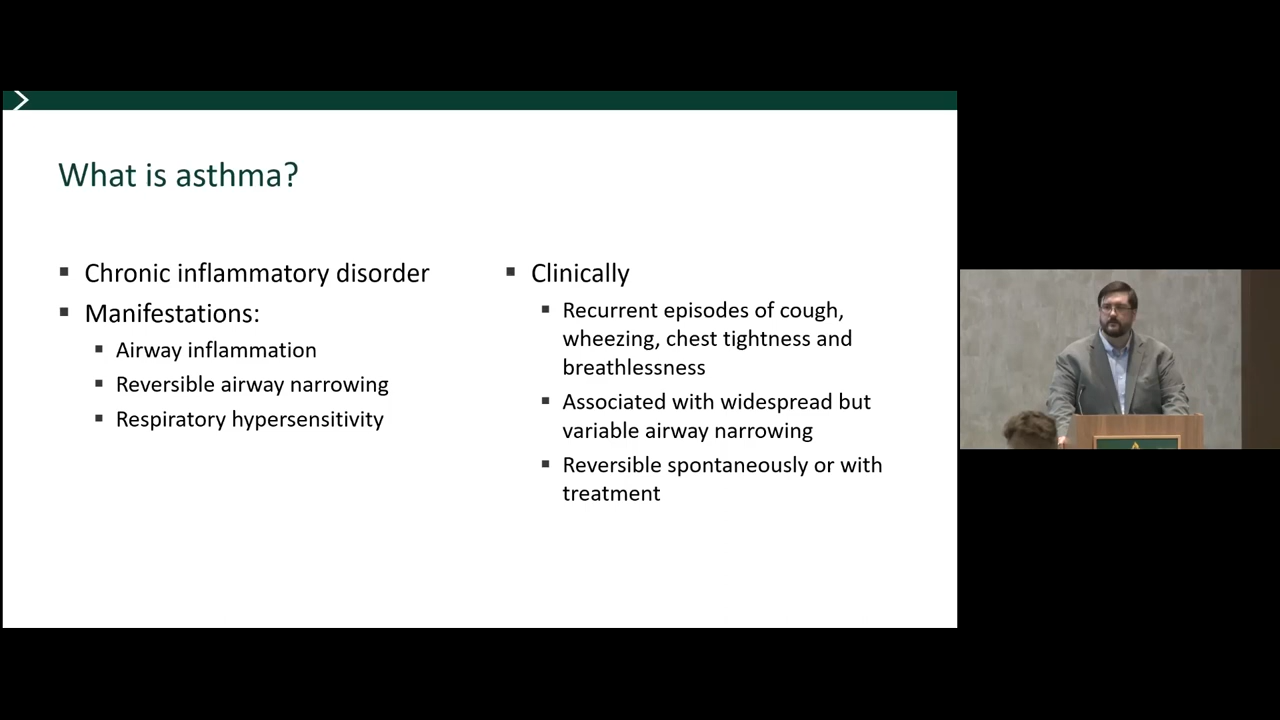 What is asthma?
Chronic inflammatory disorder
Manifestations:
Airway inflammation
Reversible airway narrowing
Respiratory hypersensitivity
Clinically
Recurrent episodes of cough,
wheezing, chest tightness and
breathlessness
Associated with widespread but
variable airway narrowing
Reversible spontaneously or with
treatment